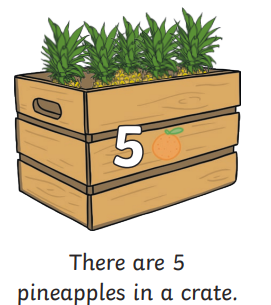 5
There are 5
pineapples in a crate.